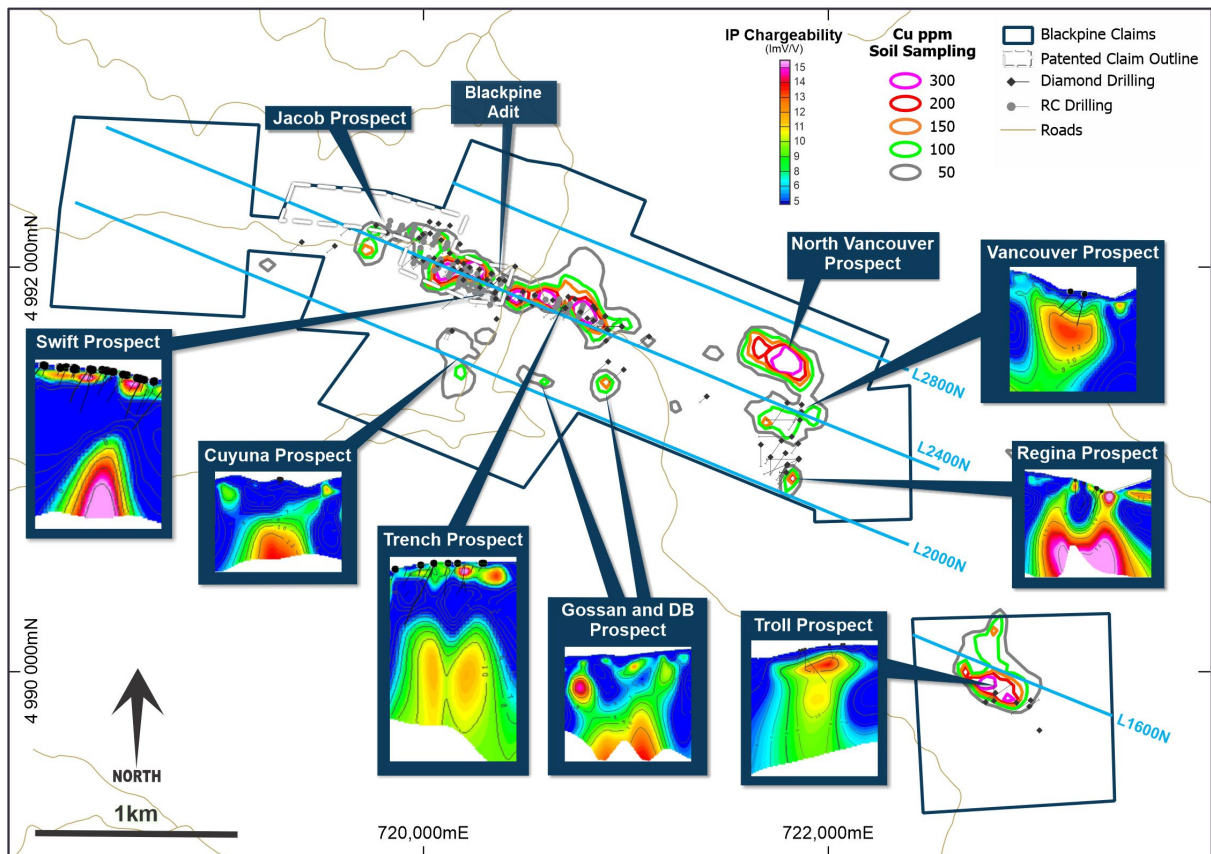 IP Chargeability
(ImV/V)
15
14
13
12
11
10
9
8
6
5
Cu ppm
Soil Sampling
300
200
150
100
50
Blackpine Claims
Patented Claim Outline
Diamond Drilling
RC Drilling
Roads
Blackpine
Adit
Jacob Prospect
North Vancouver
Prospect
Vancouver Prospect
4 992 000mN
Swift Prospect
L2800N
L2400N
Cuyuna Prospect
Regina Prospect
Trench Prospect
L2000N
Gossan and DB
Prospect
Troll Prospect
4 990 000mN
L1600N
NORTH
1km
720,000mE
722,000mE